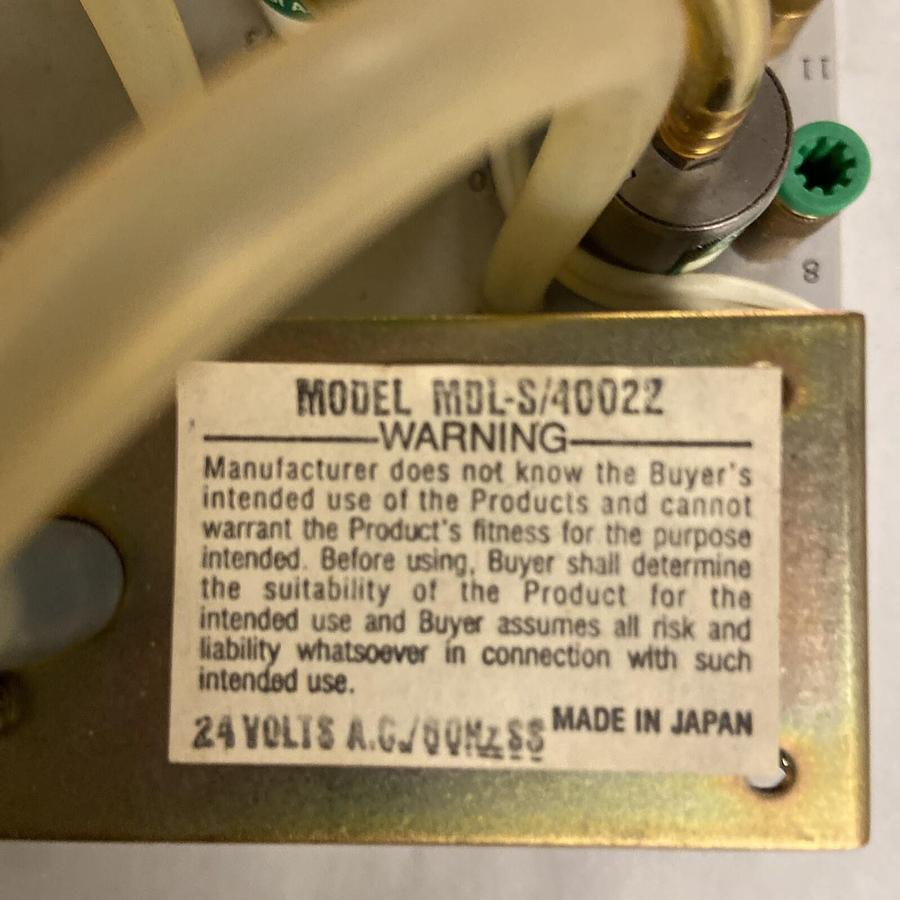 11
8
MODEL MDL-S/40022
WARNING
Manufacturer does not know the Buyer's
intended use of the Products and cannot
warrant the Product's fitness for the purpose
intended. Before using, Buyer shall determine
the suitability of the Product for the
intended use and Buyer assumes all risk and
liability whatsoever in connection with such
intended use.
24 VOLTS A.C./60Hz SS MADE IN JAPAN